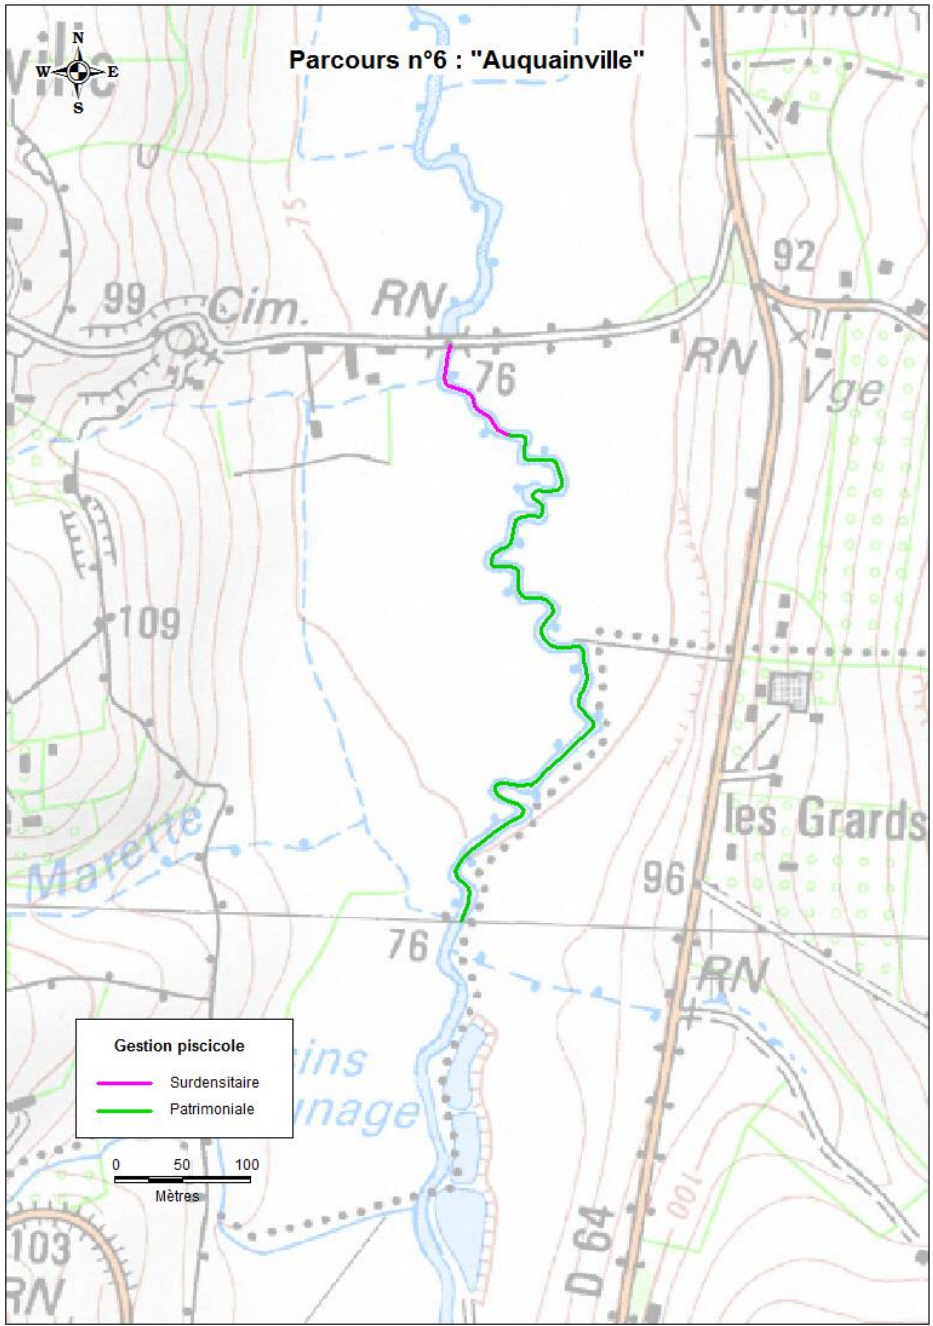 Parcours n°6 : "Auquainville"
N
W E
S
75
92
99
Cim.
RN
76
RN
Vge
109
les Grards
Marette
96
76
RN
Gestion piscicole
Surdensitaire
Patrimoniale
0 50 100
Mètres
100
103
RN
D 64